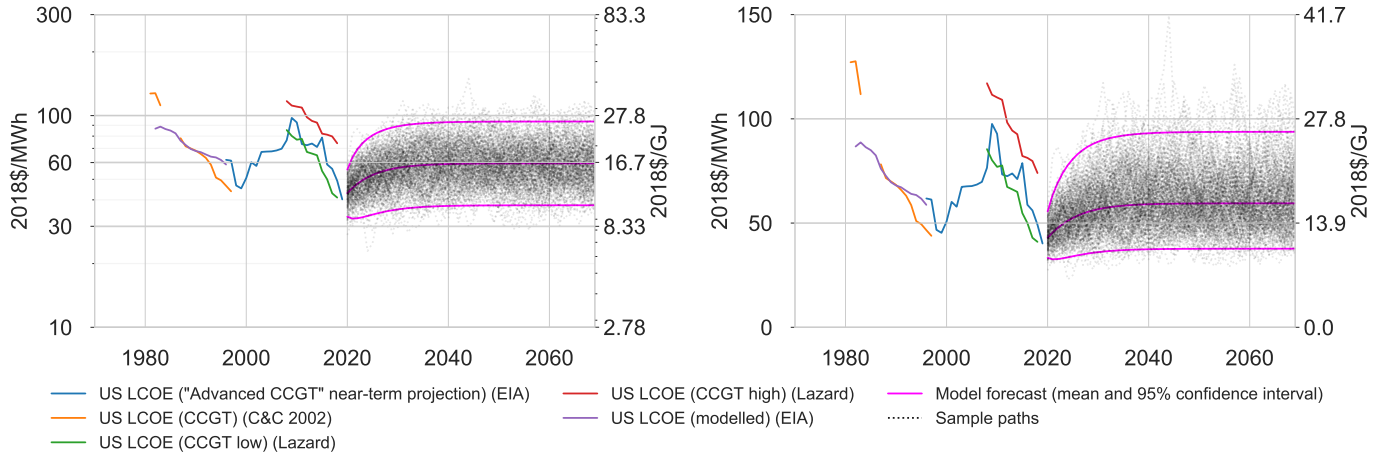 300
100
60
30
10
2018$/MWh
83.3
27.8
16.7
8.33
2.78
2018$/GJ
1980 2000 2020 2040 2060
150
100
50
0
2018$/MWh
41.7
27.8
13.9
0.0
2018$/GJ
1980 2000 2020 2040 2060
US LCOE ("Advanced CCGT" near-term projection) (EIA)
US LCOE (CCGT) (C&C 2002)
US LCOE (CCGT low) (Lazard)
US LCOE (CCGT high) (Lazard)
US LCOE (modelled) (EIA)
Model forecast (mean and 95% confidence interval)
Sample paths